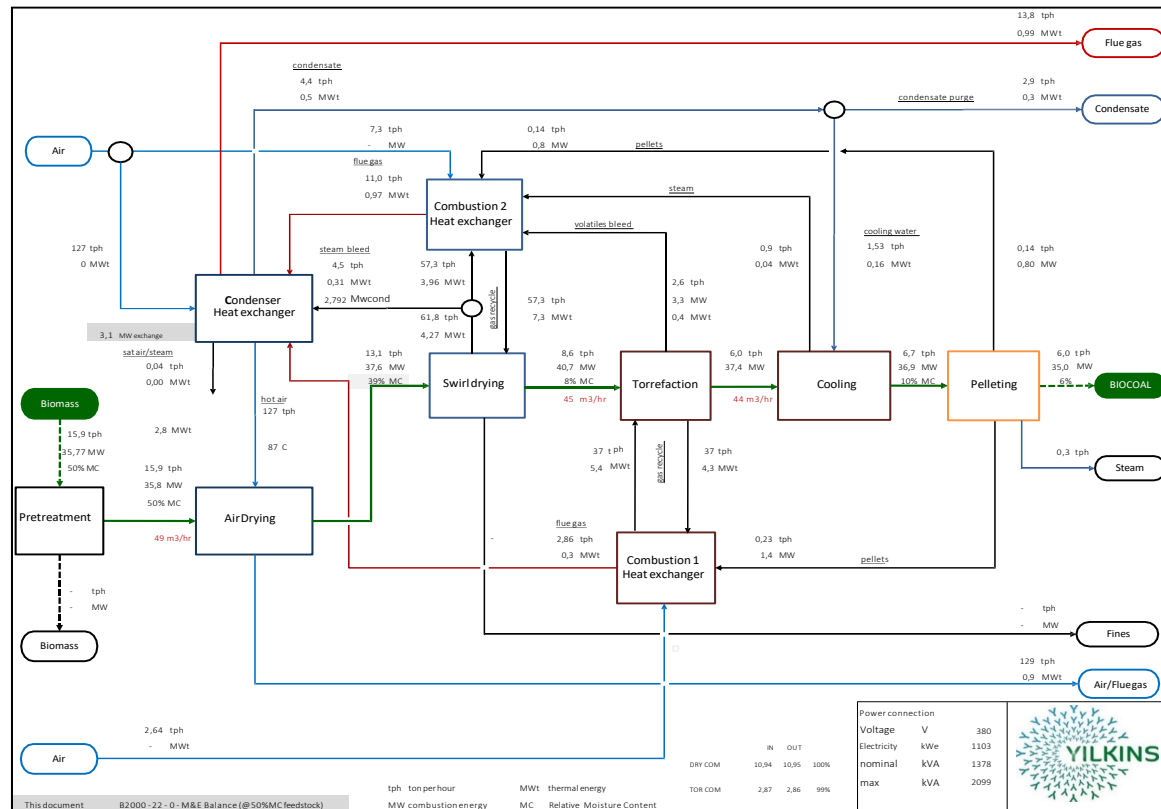 13,8 tph
0,99 MWt
Flue gas
condensate
4,4 tph
0,5 MWt
2,9 tph
condensate purge
0,3 MWt
Condensate
Air
7,3 tph
- MW
0,14 tph
0,8 MW
pellets
flue gas
11,0 tph
0,97 MWt
Combustion 2
Heat exchanger
steam
volatiles bleed
cooling water
1,53 tph
0,16 MWt
127 tph
0 MWt
steam bleed
4,5 tph
0,31 MWt
2,792 Mwcond
57,3 tph
3,96 MWt
0,9 tph
0,04 MWt
0,14 tph
0,80 MW
Condenser
Heat exchanger
61,8 tph
4,27 MWt
gas recycle
57,3 tph
7,3 MWt
2,6 tph
3,3 MW
0,4 MWt
3,1 MW exchange
sat air/steam
0,04 tph
0,00 MWt
13,1 tph
37,6 MW
39% MC
Swirl drying
8,6 tph
40,7 MW
8% MC
45 m3/hr
Torrefaction
6,0 tph
37,4 MW
44 m3/hr
Cooling
6,7 tph
36,9 MW
10% MC
Pelleting
6,0 tph
35,0 MW
6%
BIOCOAL
Biomass
15,9 tph
35,77 MW
50% MC
2,8 MWt
hot air
127 tph
87 C
15,9 tph
35,8 MW
50% MC
49 m3/hr
Pretreatment
Air Drying
37 tph
5,4 MWt
gas recycle
37 tph
4,3 MWt
0,3 tph
Steam
flue gas
2,86 tph
0,3 MWt
-
Combustion 1
Heat exchanger
0,23 tph
1,4 MW
pellets
- tph
- MW
Biomass
- tph
- MW
Fines
129 tph
0,9 MWt
Air/Flue gas
2,64 tph
- MWt
Air
IN OUT
DRY COM 10,94 10,95 100%
TOR COM 2,87 2,86 99%
Power connection
Voltage V 380
Electricity kWe 1103
nominal kVA 1378
max kVA 2099
YILKINS
tph ton per hour MWt thermal energy
MW combustion energy MC Relative Moisture Content
This document B2000 - 22 - 0 - M&E Balance (@50%MC feedstock)